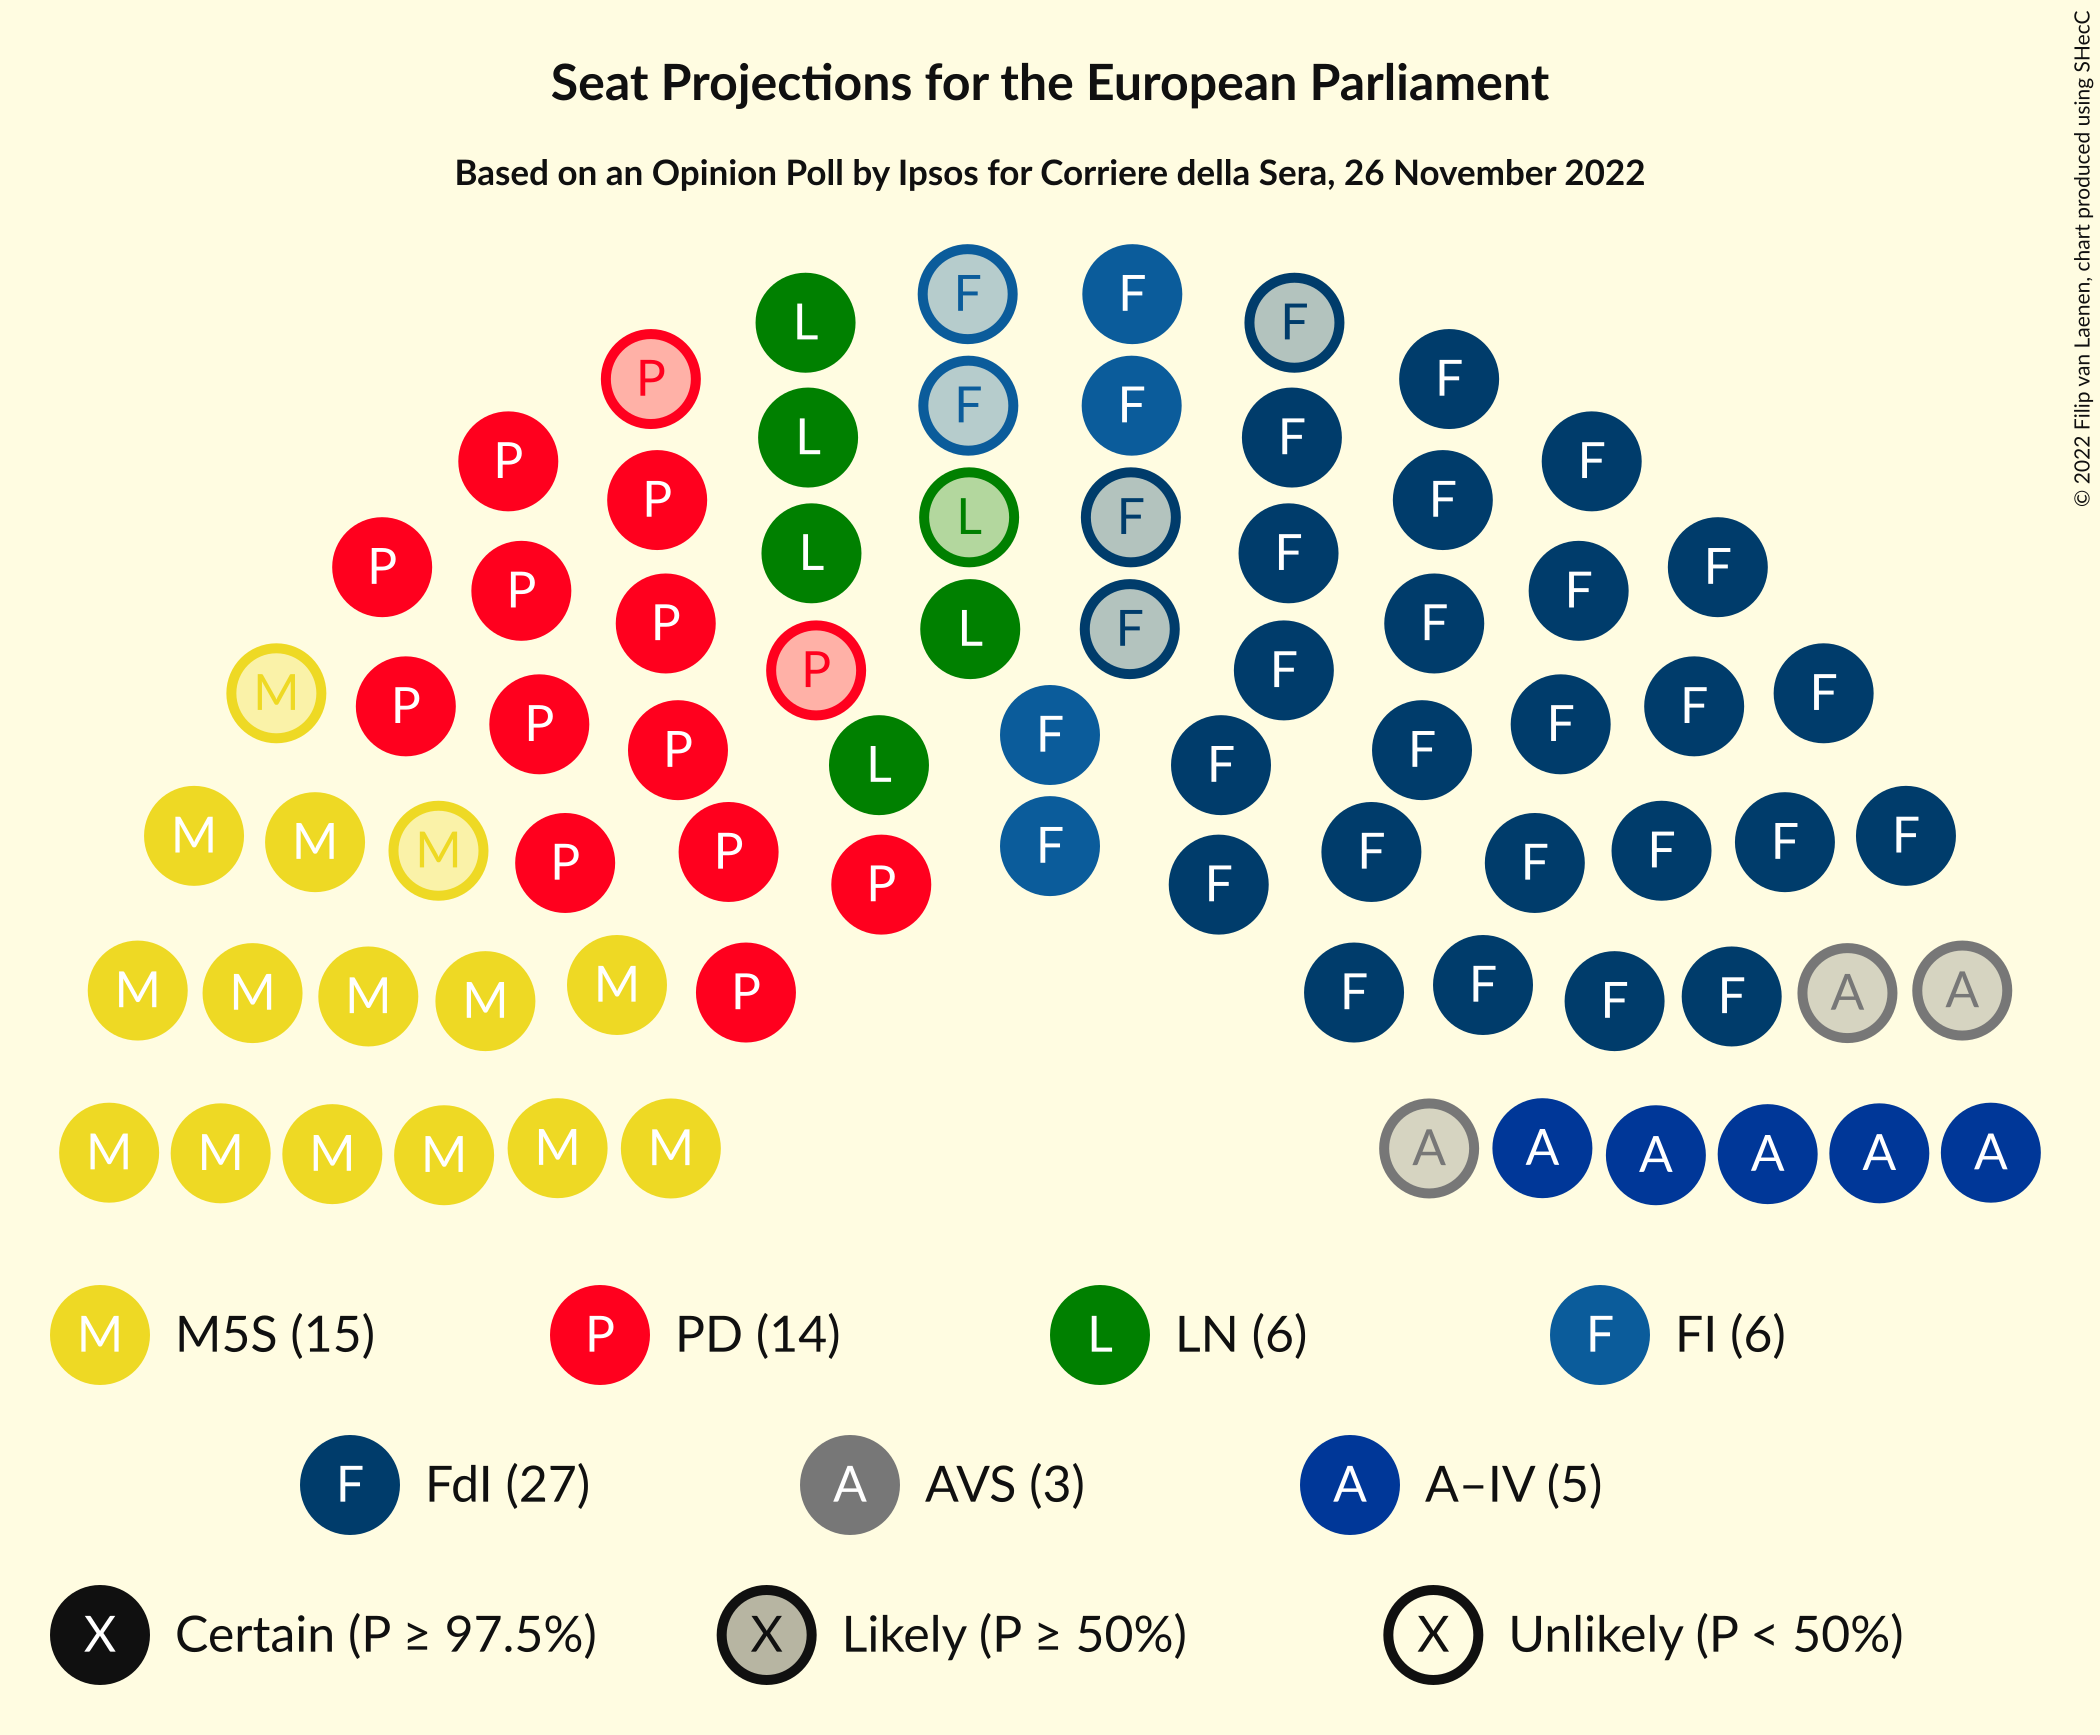 Seat Projections for the European Parliament
Based on an Opinion Poll by Ipsos for Corriere della Sera, 26 November 2022
© 2022 Filip van Laenen, chart produced using SHecC
F F
L F
P F
P F
L F
F F
P F
L F
F F
P F
P F
P F
L F
P L F F
P F
M P F F
P F
P F
F
L F
M M F F
M P F F
P F
F
P F
M M M M M P F F F F A A
M M M M M M A A A A A A
M M5S (15) P PD (14) L LN (6) F FI (6)
F FdI (27) A AVS (3) A A–IV (5)
X Certain (P ≥ 97.5%) X Likely (P ≥ 50%) X Unlikely (P < 50%)